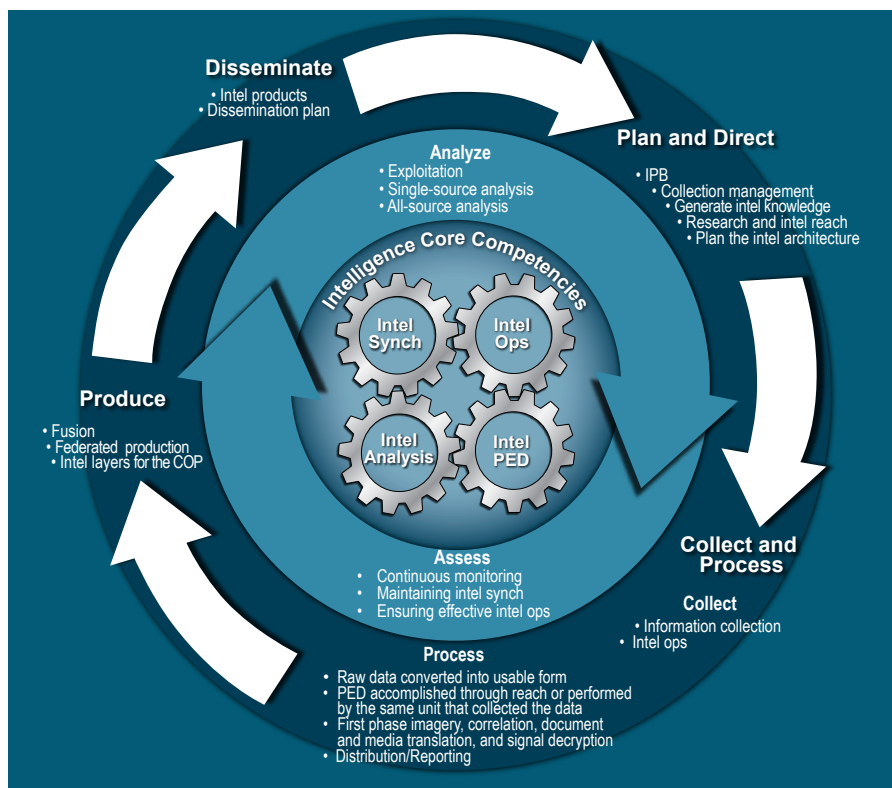 Disseminate
• Intel products
• Dissemination plan
Plan and Direct
• IPB
• Collection management
• Generate intel knowledge
• Research and intel reach
• Plan the intel architecture
Analyze
• Exploitation
• Single-source analysis
• All-source analysis
Intelligence Core Competencies
Intel
Synch
Intel
Ops
Intel
Analysis
Intel
PED
Produce
• Fusion
• Federated production
• Intel layers for the COP
Assess
• Continuous monitoring
• Maintaining intel synch
• Ensuring effective intel ops
Collect and
Process
Collect
• Information collection
• Intel ops
Process
• Raw data converted into usable form
• PED accomplished through reach or performed
by the same unit that collected the data
• First phase imagery, correlation, document
and media translation, and signal decryption
• Distribution/Reporting